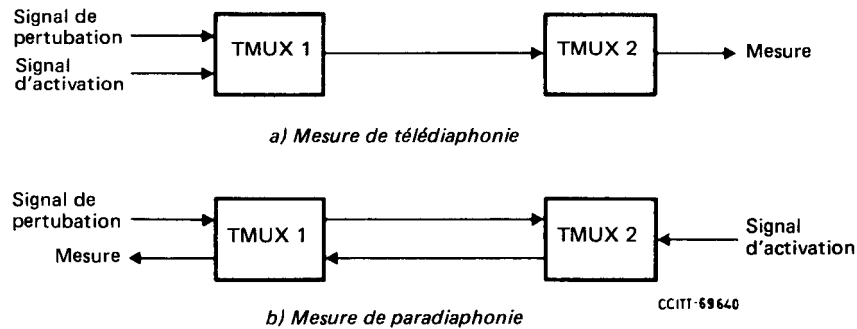 Signal de
pertubation
Signal
d'activation
TMUX 1
TMUX 2
Mesure
a) Mesure de télédiaphonie
Signal de
pertubation
Mesure
TMUX 1
TMUX 2
Signal
d'activation
CCITT-69640
b) Mesure de paradiaphonie